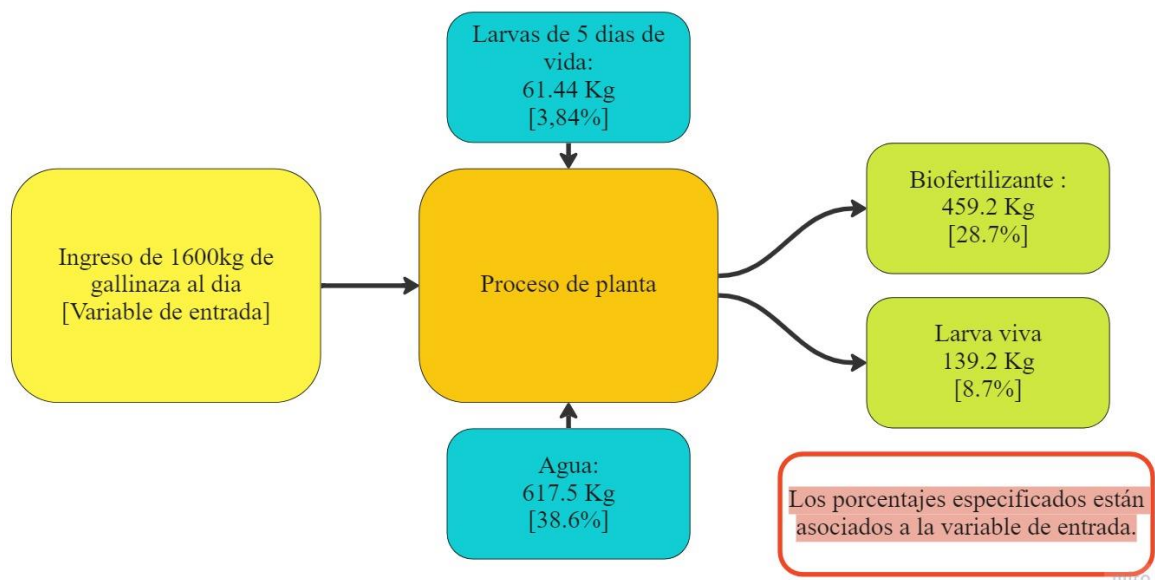 Larvas de 5 dias de
vida:
61.44 Kg
[3,84%]
Ingreso de 1600kg de
gallinaza al dia
[Variable de entrada]
Proceso de planta
Biofertilizante :
459.2 Kg
[28.7%]
Larva viva
139.2 Kg
[8.7%]
Agua:
617.5 Kg
[38.6%]
Los porcentajes especificados están
asociados a la variable de entrada.
miro